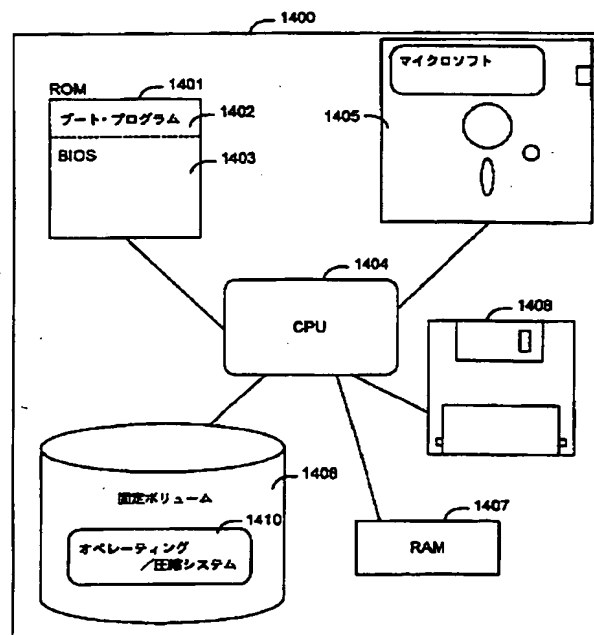 1400
ROM
1401
ブート・プログラム
1402
BIOS
1403
マイクロソフト
1405
1404
CPU
1408
1408
固定ボリューム
1410
オペレーティング
／圧縮システム
1407
RAM